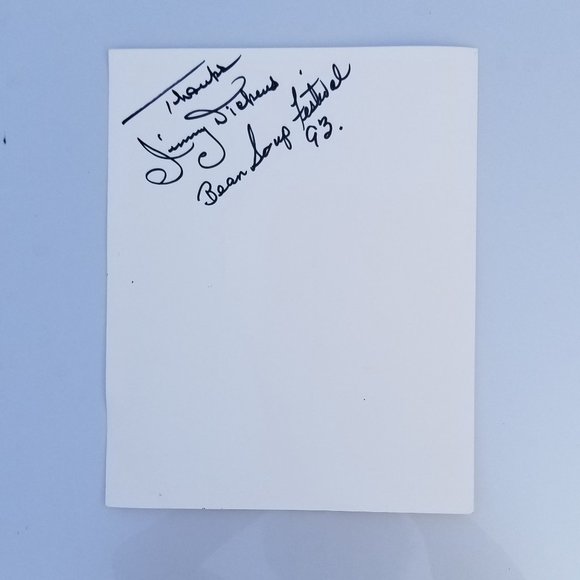 Thanks
Jimmy Dickens
Bean Soup Festival
93.